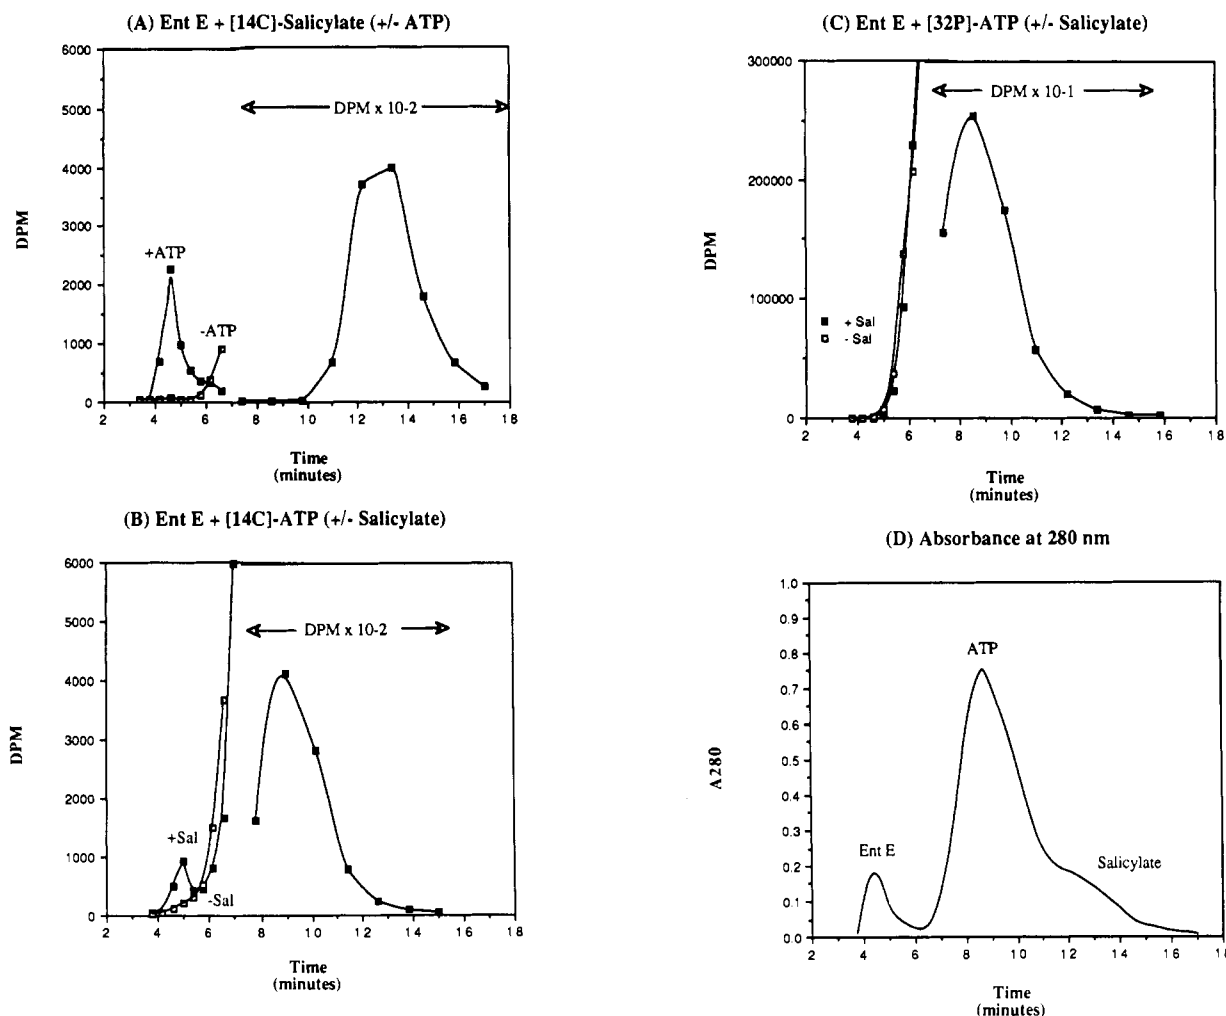 (A) Ent E + [14C]-Salicylate (+/- ATP)
6000
5000
4000
3000
2000
1000
0
DPM
DPM x 10-2
+ATP
-ATP
2 4 6 8 10 12 14 16 18
Time
(minutes)
(B) Ent E + [14C]-ATP (+/- Salicylate)
6000
5000
4000
3000
2000
1000
0
DPM
DPM x 10-2
+Sal
-Sal
2 4 6 8 10 12 14 16 18
Time
(minutes)
(C) Ent E + [32P]-ATP (+/- Salicylate)
300000
200000
100000
0
DPM
DPM x 10-1
+ Sal
- Sal
2 4 6 8 10 12 14 16 18
Time
(minutes)
(D) Absorbance at 280 nm
1.0
0.9
0.8
0.7
0.6
0.5
0.4
0.3
0.2
0.1
0.0
A280
Ent E
ATP
Salicylate
2 4 6 8 10 12 14 16 18
Time
(minutes)